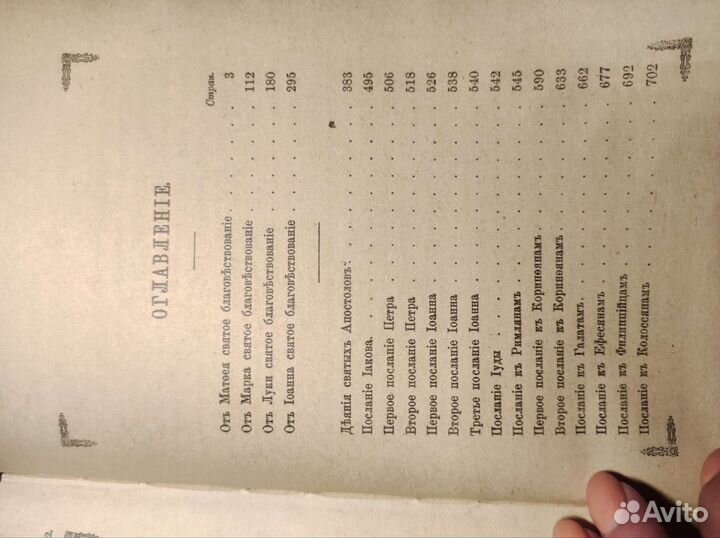 ОГЛАВЛЕНІЕ.
Стран.
Отъ Матѳея святое благовѣствованіе . . . . . . . 3
Отъ Марка святое благовѣствованіе . . . . . . . 112
Отъ Луки святое благовѣствованіе . . . . . . . 180
Отъ Іоанна святое благовѣствованіе . . . . . . . 295
Дѣянія святыхъ Апостоловъ . . . . . . . . . 383
Посланіе Іакова. . . . . . . . . . . . . 495
Первое посланіе Петра . . . . . . . . . . 506
Второе посланіе Петра . . . . . . . . . . 518
Первое посланіе Іоанна . . . . . . . . . . 526
Второе посланіе Іоанна . . . . . . . . . . 538
Третье посланіе Іоанна . . . . . . . . . . 540
Посланіе Іуды . . . . . . . . . . . . . 542
Посланіе къ Римлянамъ . . . . . . . . . . 545
Первое посланіе къ Коринѳянамъ . . . . . . . 590
Второе посланіе къ Коринѳянамъ . . . . . . . 633
Посланіе къ Галатамъ. . . . . . . . . . . 662
Посланіе къ Ефесянамъ . . . . . . . . . . 677
Посланіе къ Филиппійцамъ . . . . . . . . . 692
Посланіе къ Колоссянамъ . . . . . . . . . 702
Avito